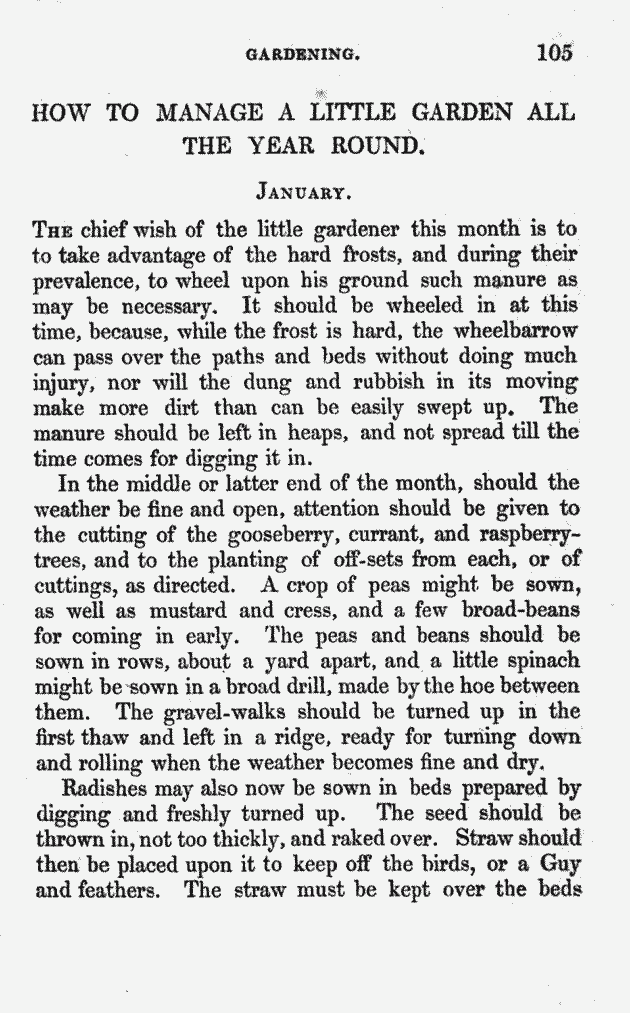 GARDENING. 105
HOW TO MANAGE A LITTLE GARDEN ALL
THE YEAR ROUND.
JANUARY.
THE chief wish of the little gardener this month is to
to take advantage of the hard frosts, and during their
prevalence, to wheel upon his ground such manure as
may be necessary. It should be wheeled in at this
time, because, while the frost is hard, the wheelbarrow
can pass over the paths and beds without doing much
injury, nor will the dung and rubbish in its moving
make more dirt than can be easily swept up. The
manure should be left in heaps, and not spread till the
time comes for digging it in.
In the middle or latter end of the month, should the
weather be fine and open, attention should be given to
the cutting of the gooseberry, currant, and raspberry-
trees, and to the planting of off-sets from each, or of
cuttings, as directed. A crop of peas might be sown,
as well as mustard and cress, and a few broad-beans
for coming in early. The peas and beans should be
sown in rows, about a yard apart, and a little spinach
might be sown in a broad drill, made by the hoe between
them. The gravel-walks should be turned up in the
first thaw and left in a ridge, ready for turning down
and rolling when the weather becomes fine and dry.
Radishes may also now be sown in beds prepared by
digging and freshly turned up. The seed should be
thrown in, not too thickly, and raked over. Straw should
then be placed upon it to keep off the birds, or a Guy
and feathers. The straw must be kept over the beds